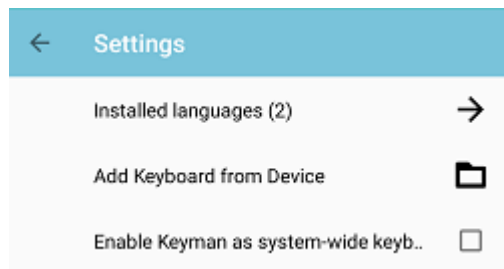 Settings
Installed languages (2)
Add Keyboard from Device
Enable Keyman as system-wide keyb..